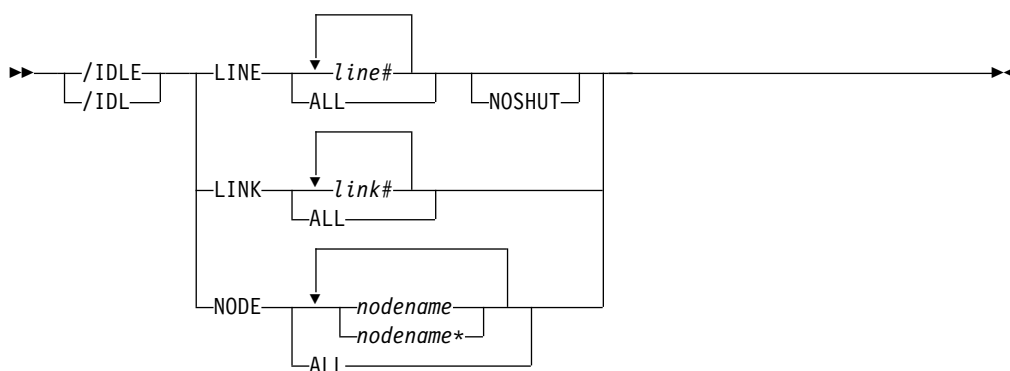 /IDLE LINE line#
/IDL ALL NOSHUT
LINK link#
ALL
NODE nodename
nodename*
ALL